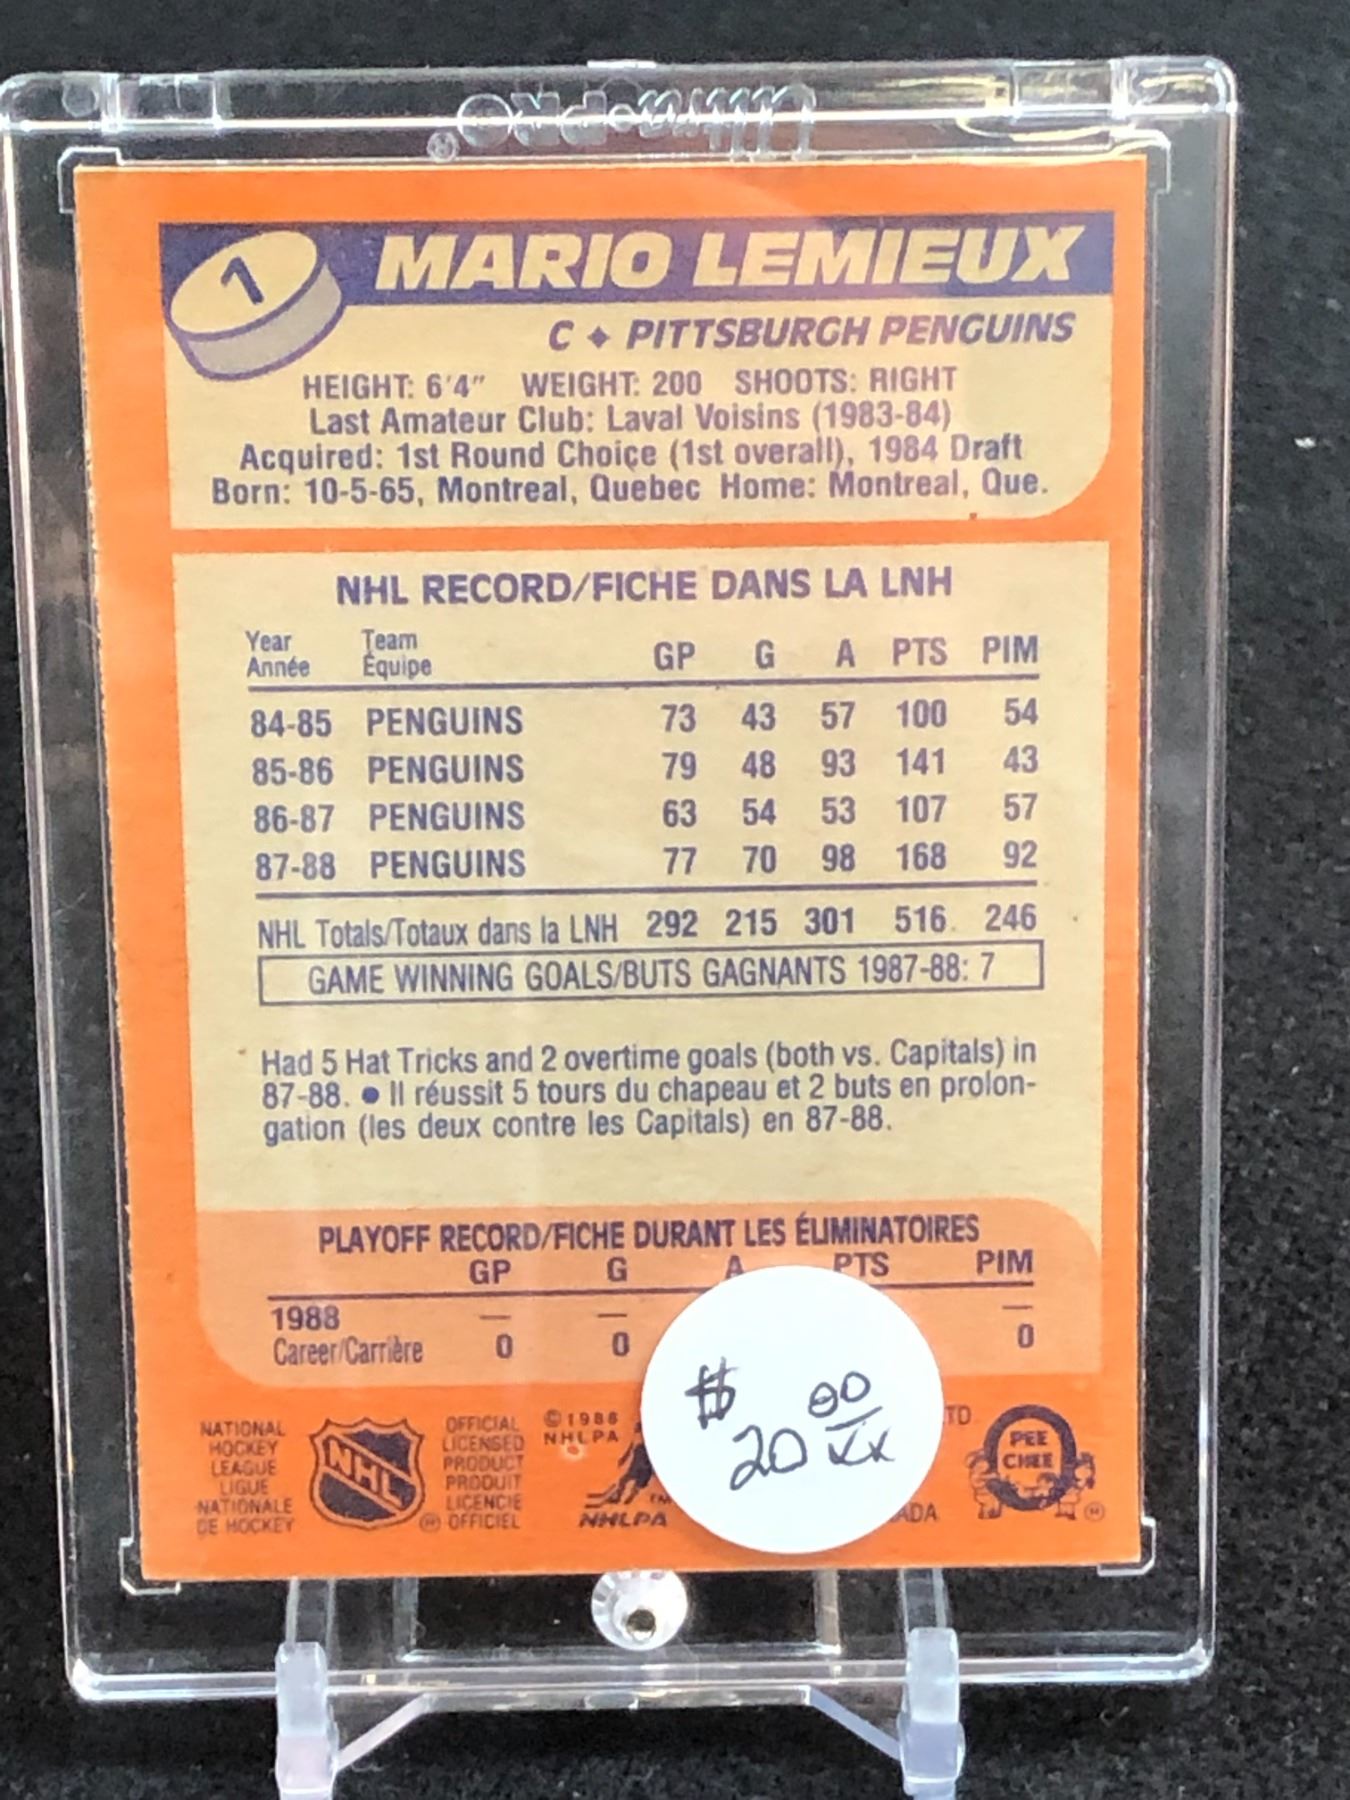 Ultra•PRO®
1 MARIO LEMIEUX
C ♦ PITTSBURGH PENGUINS
HEIGHT: 6'4" WEIGHT: 200 SHOOTS: RIGHT
Last Amateur Club: Laval Voisins (1983-84)
Acquired: 1st Round Choice (1st overall), 1984 Draft
Born: 10-5-65, Montreal, Quebec Home: Montreal, Que.
NHL RECORD/FICHE DANS LA LNH
Year Team
Année Équipe GP G A PTS PIM
84-85 PENGUINS 73 43 57 100 54
85-86 PENGUINS 79 48 93 141 43
86-87 PENGUINS 63 54 53 107 57
87-88 PENGUINS 77 70 98 168 92
NHL Totals/Totaux dans la LNH 292 215 301 516 246
GAME WINNING GOALS/BUTS GAGNANTS 1987-88: 7
Had 5 Hat Tricks and 2 overtime goals (both vs. Capitals) in
87-88. ● Il réussit 5 tours du chapeau et 2 buts en prolon-
gation (les deux contre les Capitals) en 87-88.
PLAYOFF RECORD/FICHE DURANT LES ÉLIMINATOIRES
GP G A PTS PIM
1988 — — —
Career/Carrière 0 0 0
NATIONAL
HOCKEY
LEAGUE
LIGUE
NATIONALE
DE HOCKEY
NHL
OFFICIAL
LICENSED
PRODUCT
PRODUIT
LICENCIE
OFFICIEL
NHLPA
TM
NHLPA
$ 20 00/xx
TD
ADA
PEE
CHEE